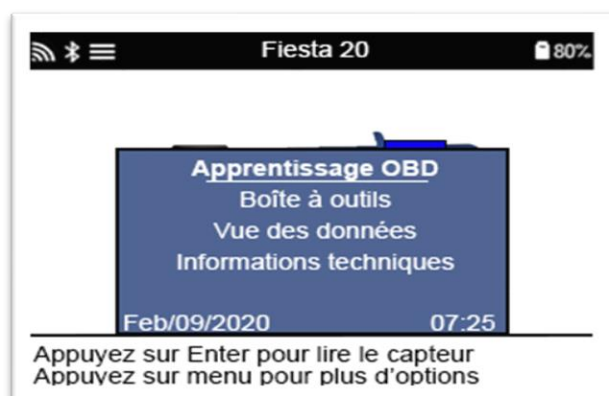 Fiesta 20
80%
Apprentissage OBD
Boîte à outils
Vue des données
Informations techniques
Feb/09/2020 07:25
Appuyez sur Enter pour lire le capteur
Appuyez sur menu pour plus d'options